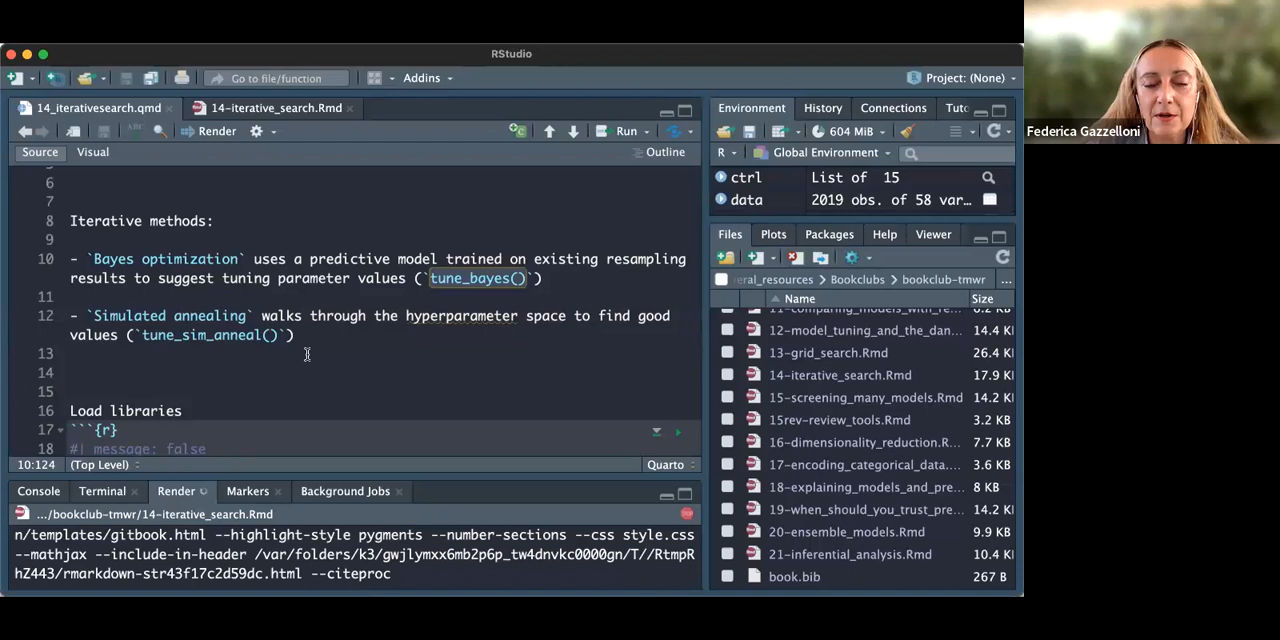 RStudio
Go to file/function
Addins
Project: (None)
14_iterativesearch.qmd
14-iterative_search.Rmd
Render
Run
Source
Visual
Outline
6
7
8 Iterative methods:
9
10 - `Bayes optimization` uses a predictive model trained on existing resampling
results to suggest tuning parameter values (`tune_bayes()`)
11
12 - `Simulated annealing` walks through the hyperparameter space to find good
values (`tune_sim_anneal()`)
13
14
15
16 Load libraries
17 ```{r}
18 #| message: false
10:124
(Top Level)
Quarto
Console
Terminal
Render
Markers
Background Jobs
.../bookclub-tmwr/14-iterative_search.Rmd
n/templates/gitbook.html --highlight-style pygments --number-sections --css style.css
--mathjax --include-in-header /var/folders/k3/gwjlymxx6mb2p6p_tw4dnvkc0000gn/T//RtmpR
hZ443/rmarkdown-str43f17c2d59dc.html --citeproc
Environment
History
Connections
Tuto
604 MiB
R
Global Environment
ctrl List of 15
data 2019 obs. of 58 var...
Files
Plots
Packages
Help
Viewer
eral_resources
Bookclubs
bookclub-tmwr
...
Name
Size
12-model_tuning_and_the_dan... 14.4 K
13-grid_search.Rmd 26.4 K
14-iterative_search.Rmd 17.9 K
15-screening_many_models.Rmd 14.2 K
15rev-review_tools.Rmd 3.2 KB
16-dimensionality_reduction.R... 7.7 KB
17-encoding_categorical_data.... 3.6 KB
18-explaining_models_and_pre... 8 KB
19-when_should_you_trust_pre... 14.2 K
20-ensemble_models.Rmd 9.9 KB
21-inferential_analysis.Rmd 10.4 K
book.bib 267 B
Federica Gazzelloni